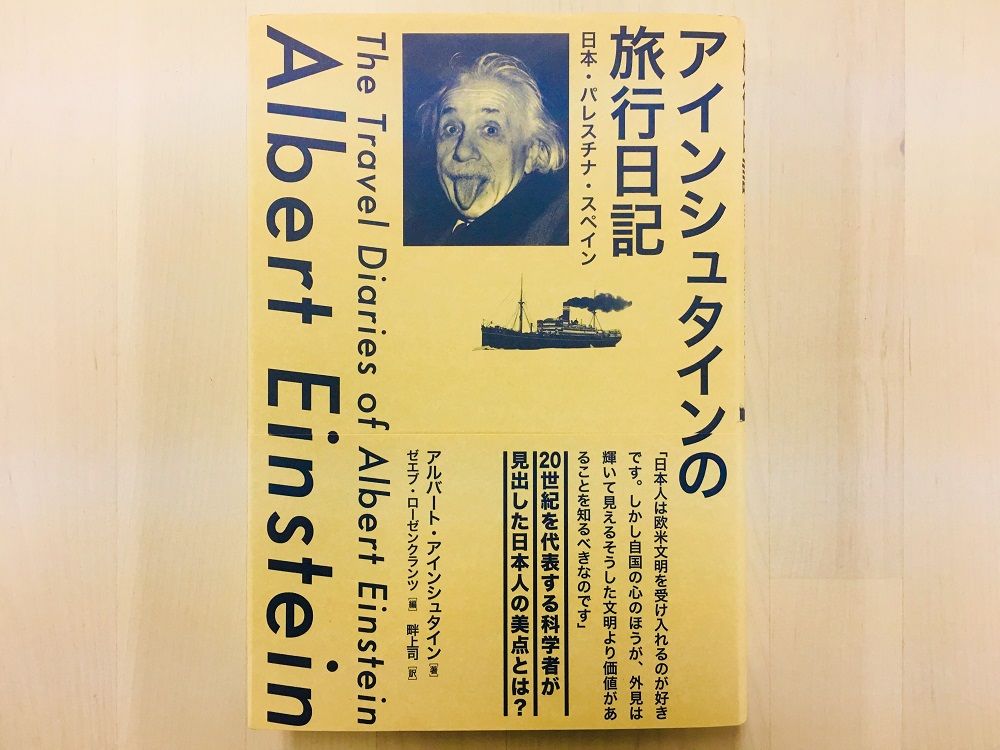 アインシュタインの
旅行日記
日本・パレスチナ・スペイン
The Travel Diaries of Albert Einstein
Albert Einstein
「日本人は欧米文明を受け入れるのが好き
です。しかし自国の心のほうが、外見は
輝いて見えるそうした文明より価値があ
ることを知るべきなのです」
20世紀を代表する科学者が
見出した日本人の美点とは？
アルバート・アインシュタイン［著］
ゼエブ・ローゼンクランツ［編］ 畔上司［訳］